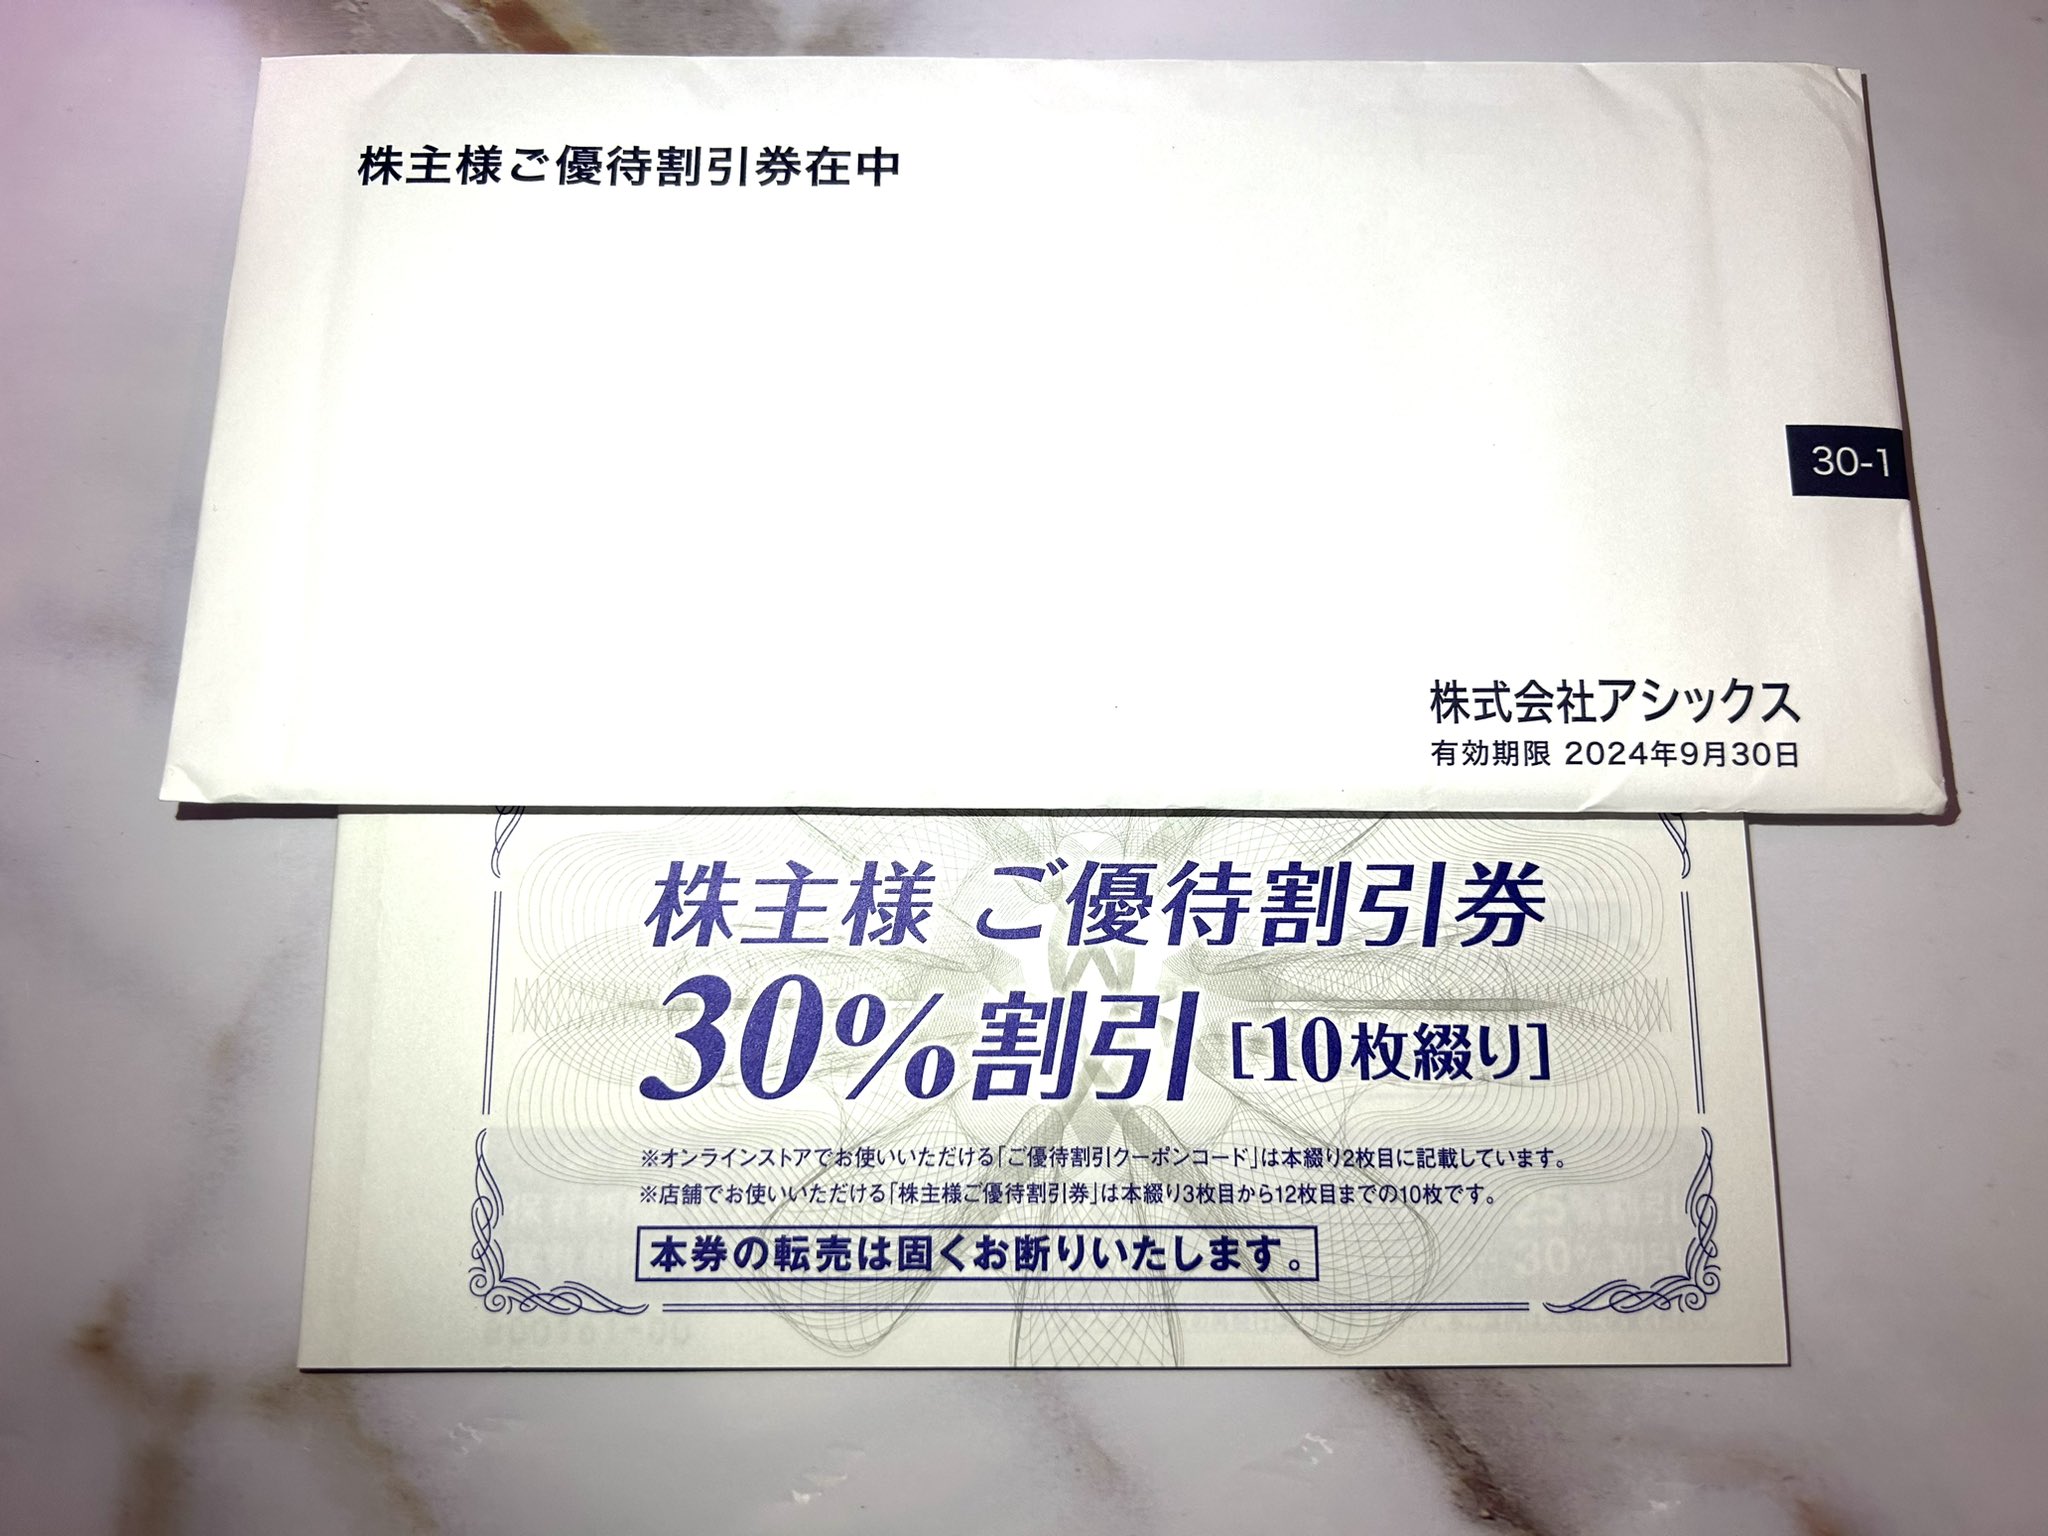 株主様ご優待割引券在中
30-1
株式会社アシックス
有効期限 2024年9月30日
株主様 ご優待割引券
30%割引 [10枚綴り]
※オンラインストアでお使いいただける「ご優待割引クーポンコード」は本綴り2枚目に記載しています。
※店舗でお使いいただける「株主様ご優待割引券」は本綴り3枚目から12枚目までの10枚です。
本券の転売は固くお断りいたします。